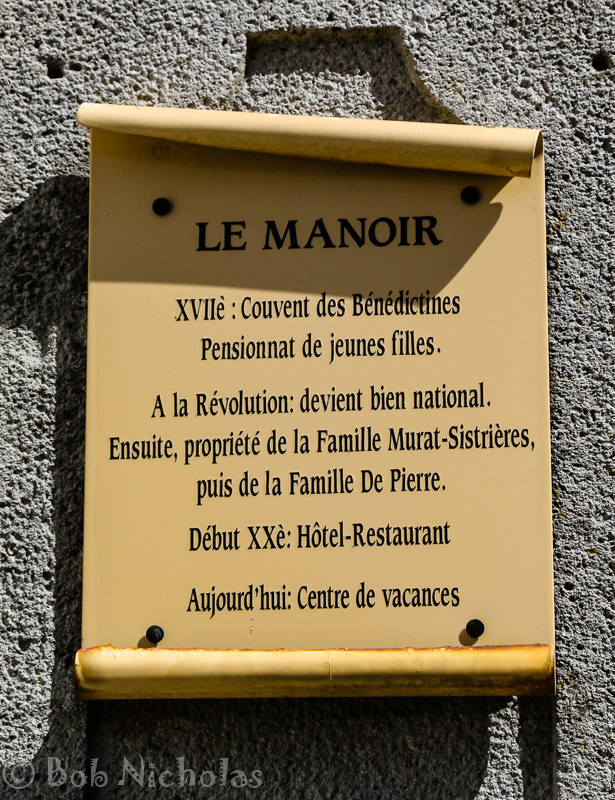 LE MANOIR
XVIIè : Couvent des Bénédictines
Pensionnat de jeunes filles.
A la Révolution: devient bien national.
Ensuite, propriété de la Famille Murat-Sistrières,
puis de la Famille De Pierre.
Début XXè: Hôtel-Restaurant
Aujourd'hui: Centre de vacances
© Bob Nicholas